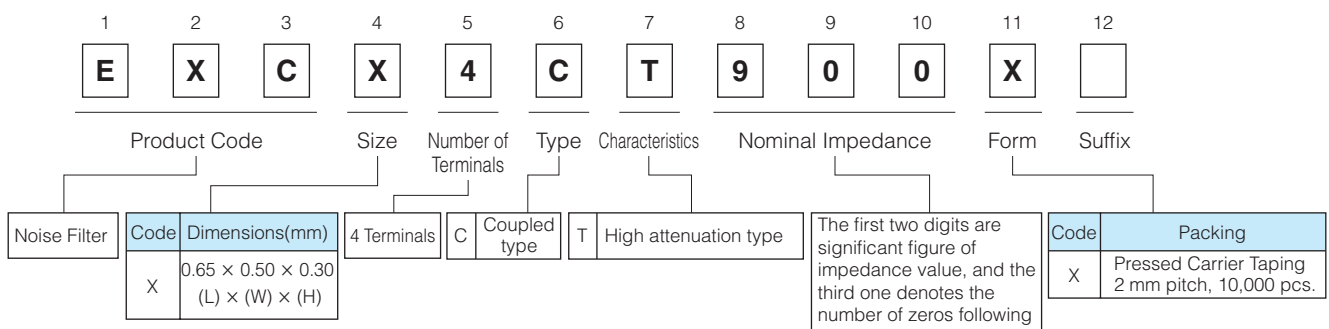 1 2 3 4 5 6 7 8 9 10 11 12
E X C X 4 C T 9 0 0 X
Product Code Size Number of Terminals Type Characteristics Nominal Impedance Form Suffix
Noise Filter
Code Dimensions(mm)
X 0.65 × 0.50 × 0.30
(L) × (W) × (H)
4 Terminals
C Coupled
type
T High attenuation type
The first two digits are
significant figure of
impedance value, and the
third one denotes the
number of zeros following
Code Packing
X Pressed Carrier Taping
2 mm pitch, 10,000 pcs.